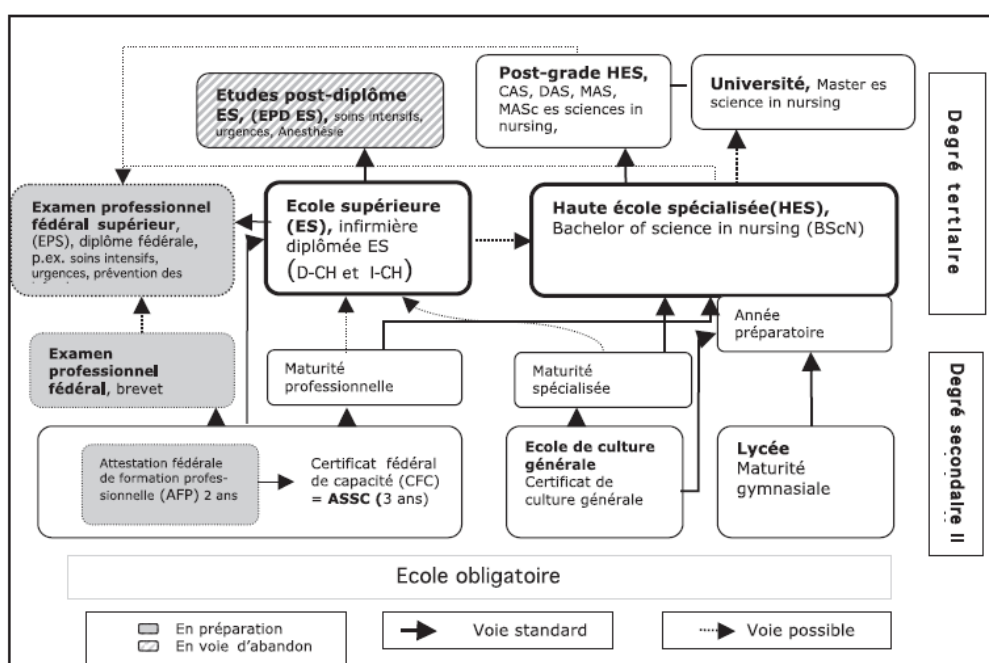 Post-grade HES,
CAS, DAS, MAS,
MASc es sciences in
nursing,
Université, Master es
science in nursing
Etudes post-diplôme
ES, (EPD ES), soins intensifs,
urgences, Anesthésie
Degré tertiaire
Examen professionnel
fédéral supérieur,
(EPS), diplôme fédérale,
p.ex. soins intensifs,
urgences, prévention des
Ecole supérieure
(ES), infirmière
diplômée ES
(D-CH et I-CH)
Haute école spécialisée(HES),
Bachelor of science in nursing (BScN)
Année
préparatoire
Examen
professionnel
fédéral, brevet
Maturité
professionnelle
Maturité
spécialisée
Degré secondaire II
Attestation fédérale
de formation profes-
sionnelle (AFP) 2 ans
Certificat fédéral
de capacité (CFC)
= ASSC (3 ans)
Ecole de culture
générale
Certificat de
culture générale
Lycée
Maturité
gymnasiale
Ecole obligatoire
En préparation
En voie d'abandon
Voie standard
Voie possible